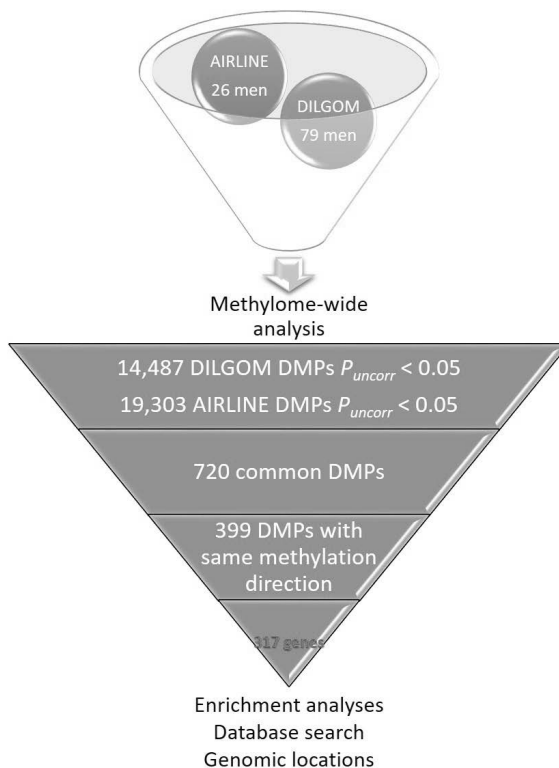 AIRLINE
26 men
DILGOM
79 men
Methylome-wide
analysis
14,487 DILGOM DMPs P_uncorr < 0.05
19,303 AIRLINE DMPs P_uncorr < 0.05
720 common DMPs
399 DMPs with
same methylation
direction
317 genes
Enrichment analyses
Database search
Genomic locations